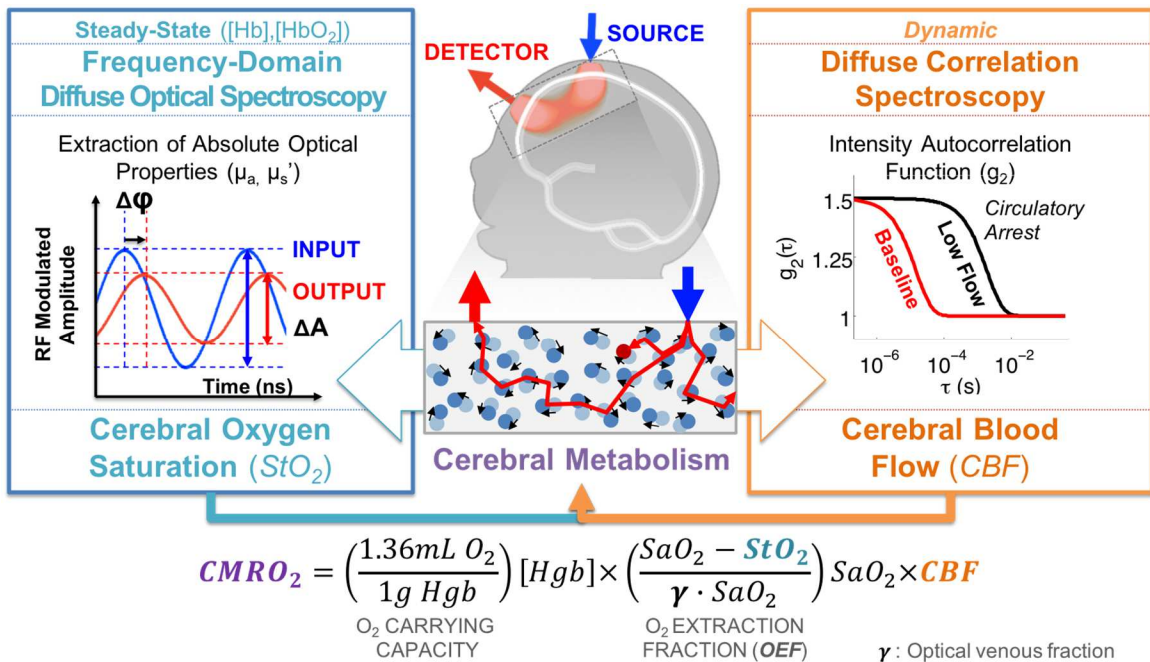 Steady-State ([Hb],[HbO₂])
Frequency-Domain
Diffuse Optical Spectroscopy
Extraction of Absolute Optical
Properties (μₐ, μₛ')
Δφ
INPUT
OUTPUT
ΔA
RF Modulated
Amplitude
Time (ns)
Cerebral Oxygen
Saturation (StO₂)
SOURCE
DETECTOR
Cerebral Metabolism
Dynamic
Diffuse Correlation
Spectroscopy
Intensity Autocorrelation
Function (g₂)
1.5
1.25
1
g₂(τ)
Circulatory
Arrest
Baseline
Low Flow
10⁻⁶ 10⁻⁴ 10⁻²
τ (s)
Cerebral Blood
Flow (CBF)
CMRO₂ = (1.36mL O₂ / 1g Hgb) [Hgb] × (SaO₂ − StO₂ / γ · SaO₂) SaO₂ × CBF
O₂ CARRYING
CAPACITY
O₂ EXTRACTION
FRACTION (OEF)
γ : Optical venous fraction